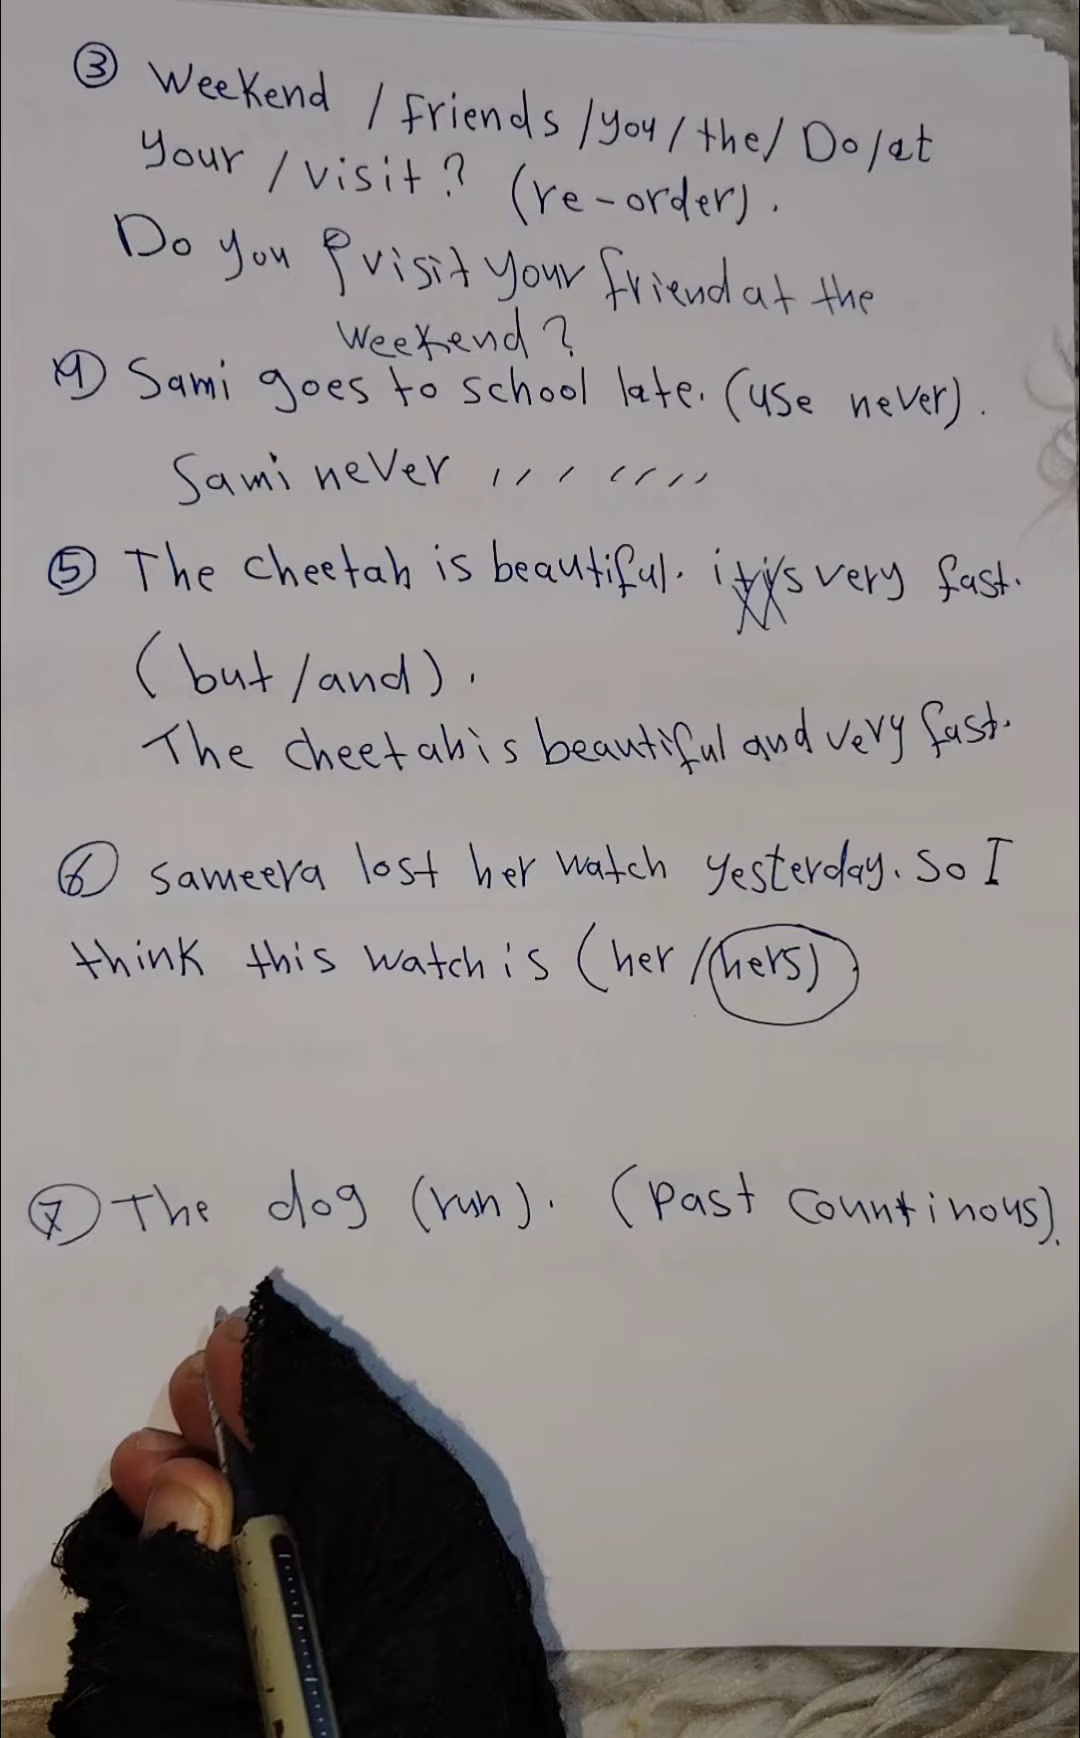 ③ Weekend / friends / you / the / Do / at
your / visit ? (re-order).
Do you visit your friend at the
weekend ?
④ Sami goes to school late. (use never).
Sami never ,, , ,,,,,
⑤ The cheetah is beautiful. it is very fast.
(but / and).
The cheetah is beautiful and very fast.
⑥ Sameera lost her watch yesterday. So I
think this watch is (her / hers)
⑦ The dog (run). (past countinous).